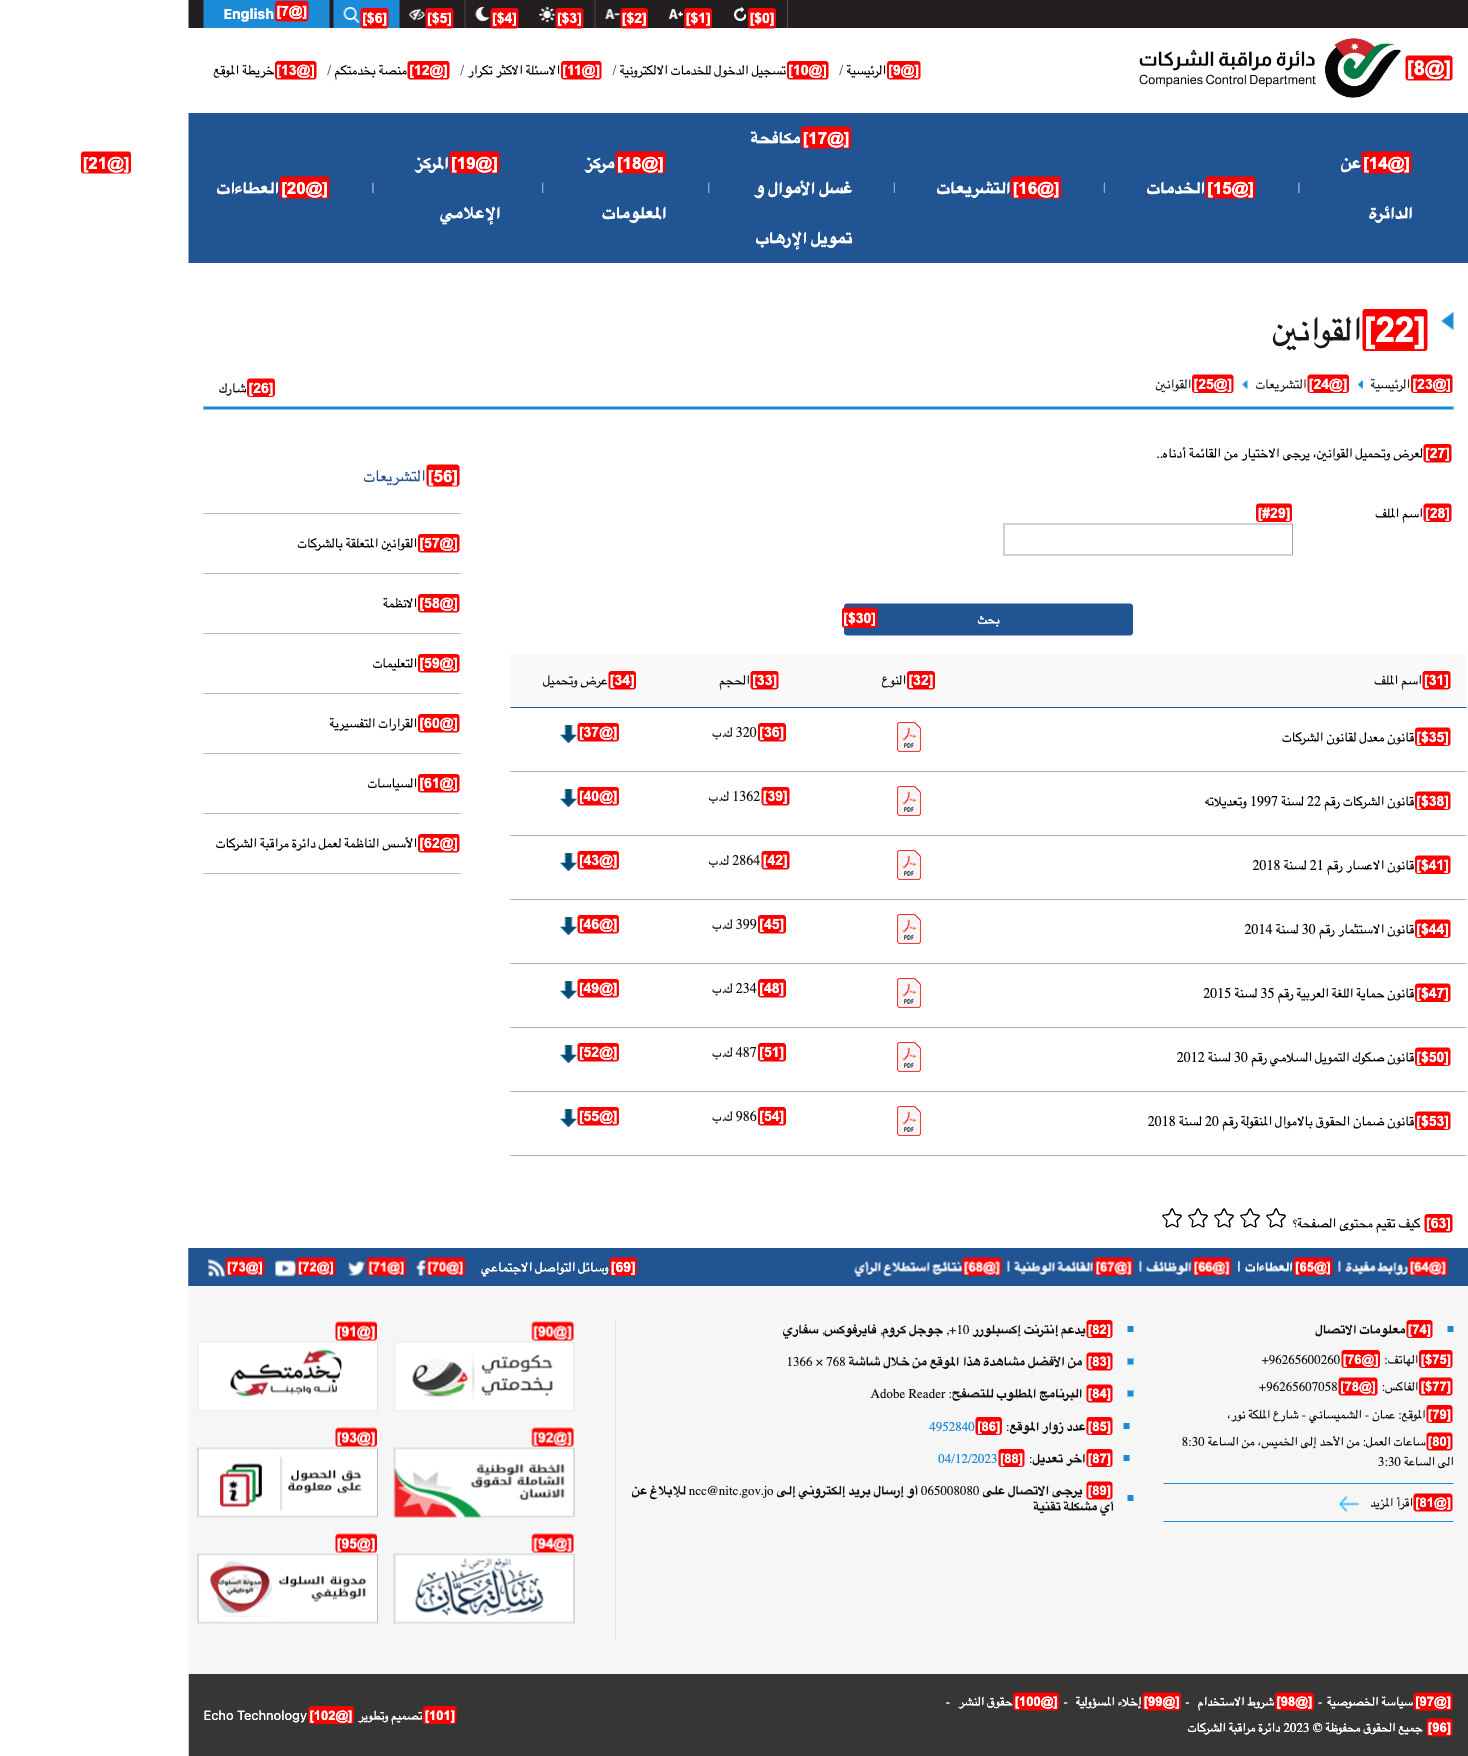 English [@7] [$6] [$5] [$4] [$3] A- [$2] A+ [$1] [$0]
[@8] دائرة مراقبة الشركات
Companies Control Department
[@9]الرئيسية / [@10]تسجيل الدخول للخدمات الالكترونية / [@11]الاسئلة الاكثر تكرار / [@12]منصة بخدمتكم / [@13]خريطة الموقع
[@14]عن الدائرة
[@15]الخدمات
[@16]التشريعات
[@17]مكافحة غسل الأموال و تمويل الإرهاب
[@18]مركز المعلومات
[@19]المركز الإعلامي
[@20]العطاءات
[@21]
[22]القوانين
[@23]الرئيسية [@24]التشريعات [@25]القوانين
[26]شارك
[27]لعرض وتحميل القوانين، يرجى الاختيار من القائمة أدناه..
[28]اسم الملف [#29]
[$30] بحث
[31]اسم الملف [32]النوع [33]الحجم [34]عرض وتحميل
[$35]قانون معدل لقانون الشركات PDF [36]320 ك.ب [@37]
[$38]قانون الشركات رقم 22 لسنة 1997 وتعديلاته PDF [39]1362 ك.ب [@40]
[$41]قانون الاعسار رقم 21 لسنة 2018 PDF [42]2864 ك.ب [@43]
[$44]قانون الاستثمار رقم 30 لسنة 2014 PDF [45]399 ك.ب [@46]
[$47]قانون حماية اللغة العربية رقم 35 لسنة 2015 PDF [48]234 ك.ب [@49]
[$50]قانون صكوك التمويل السلامي رقم 30 لسنة 2012 PDF [51]487 ك.ب [@52]
[$53]قانون ضمان الحقوق بالاموال المنقولة رقم 20 لسنة 2018 PDF [54]986 ك.ب [@55]
[56]التشريعات
[@57]القوانين المتعلقة بالشركات
[@58]الانظمة
[@59]التعليمات
[@60]القرارات التفسيرية
[@61]السياسات
[@62]الأسس الناظمة لعمل دائرة مراقبة الشركات
[63] كيف تقيم محتوى الصفحة؟
[@64]روابط مفيدة | [@65]العطاءات | [@66]الوظائف | [@67]القائمة الوطنية | [@68]نتائج استطلاع الرأي
[69]وسائل التواصل الاجتماعي [@70] [@71] [@72] [@73]
[74]معلومات الاتصال
[$75]الهاتف: [@76]96265600260+
[$77]الفاكس: [@78]96265607058+
[79]الموقع: عمان - الشميساني - شارع الملكة نور،
[80]ساعات العمل: من الأحد إلى الخميس، من الساعة 8:30
الى الساعة 3:30
[@81]اقرأ المزيد
[82]يدعم إنترنت إكسبلورر 10+, جوجل كروم, فايرفوكس, سفاري
[83] من الأفضل مشاهدة هذا الموقع من خلال شاشة 768 × 1366
[84] البرنامج المطلوب للتصفح: Adobe Reader
[85]عدد زوار الموقع: [86]4952840
[87]اخر تعديل: [88]04/12/2023
[89] يرجى الاتصال على 065008080 أو إرسال بريد إلكتروني إلى ncc@nitc.gov.jo للإبلاغ عن
أي مشكلة تقنية
[@90] حكومتي بخدمتي
[@91] بخدمتكم لأنه واجبنا
[@92] الخطة الوطنية الشاملة لحقوق الانسان
[@93] حق الحصول على معلومة
[@94] الموقع الرسمي ل رسالة عمان
[@95] مدونة السلوك الوظيفي
[@97]سياسة الخصوصية - [@98]شروط الاستخدام - [@99]إخلاء المسؤولية - [@100]حقوق النشر -
[96] جميع الحقوق محفوظة © 2023 دائرة مراقبة الشركات
[101]تصميم وتطوير [@102] Echo Technology